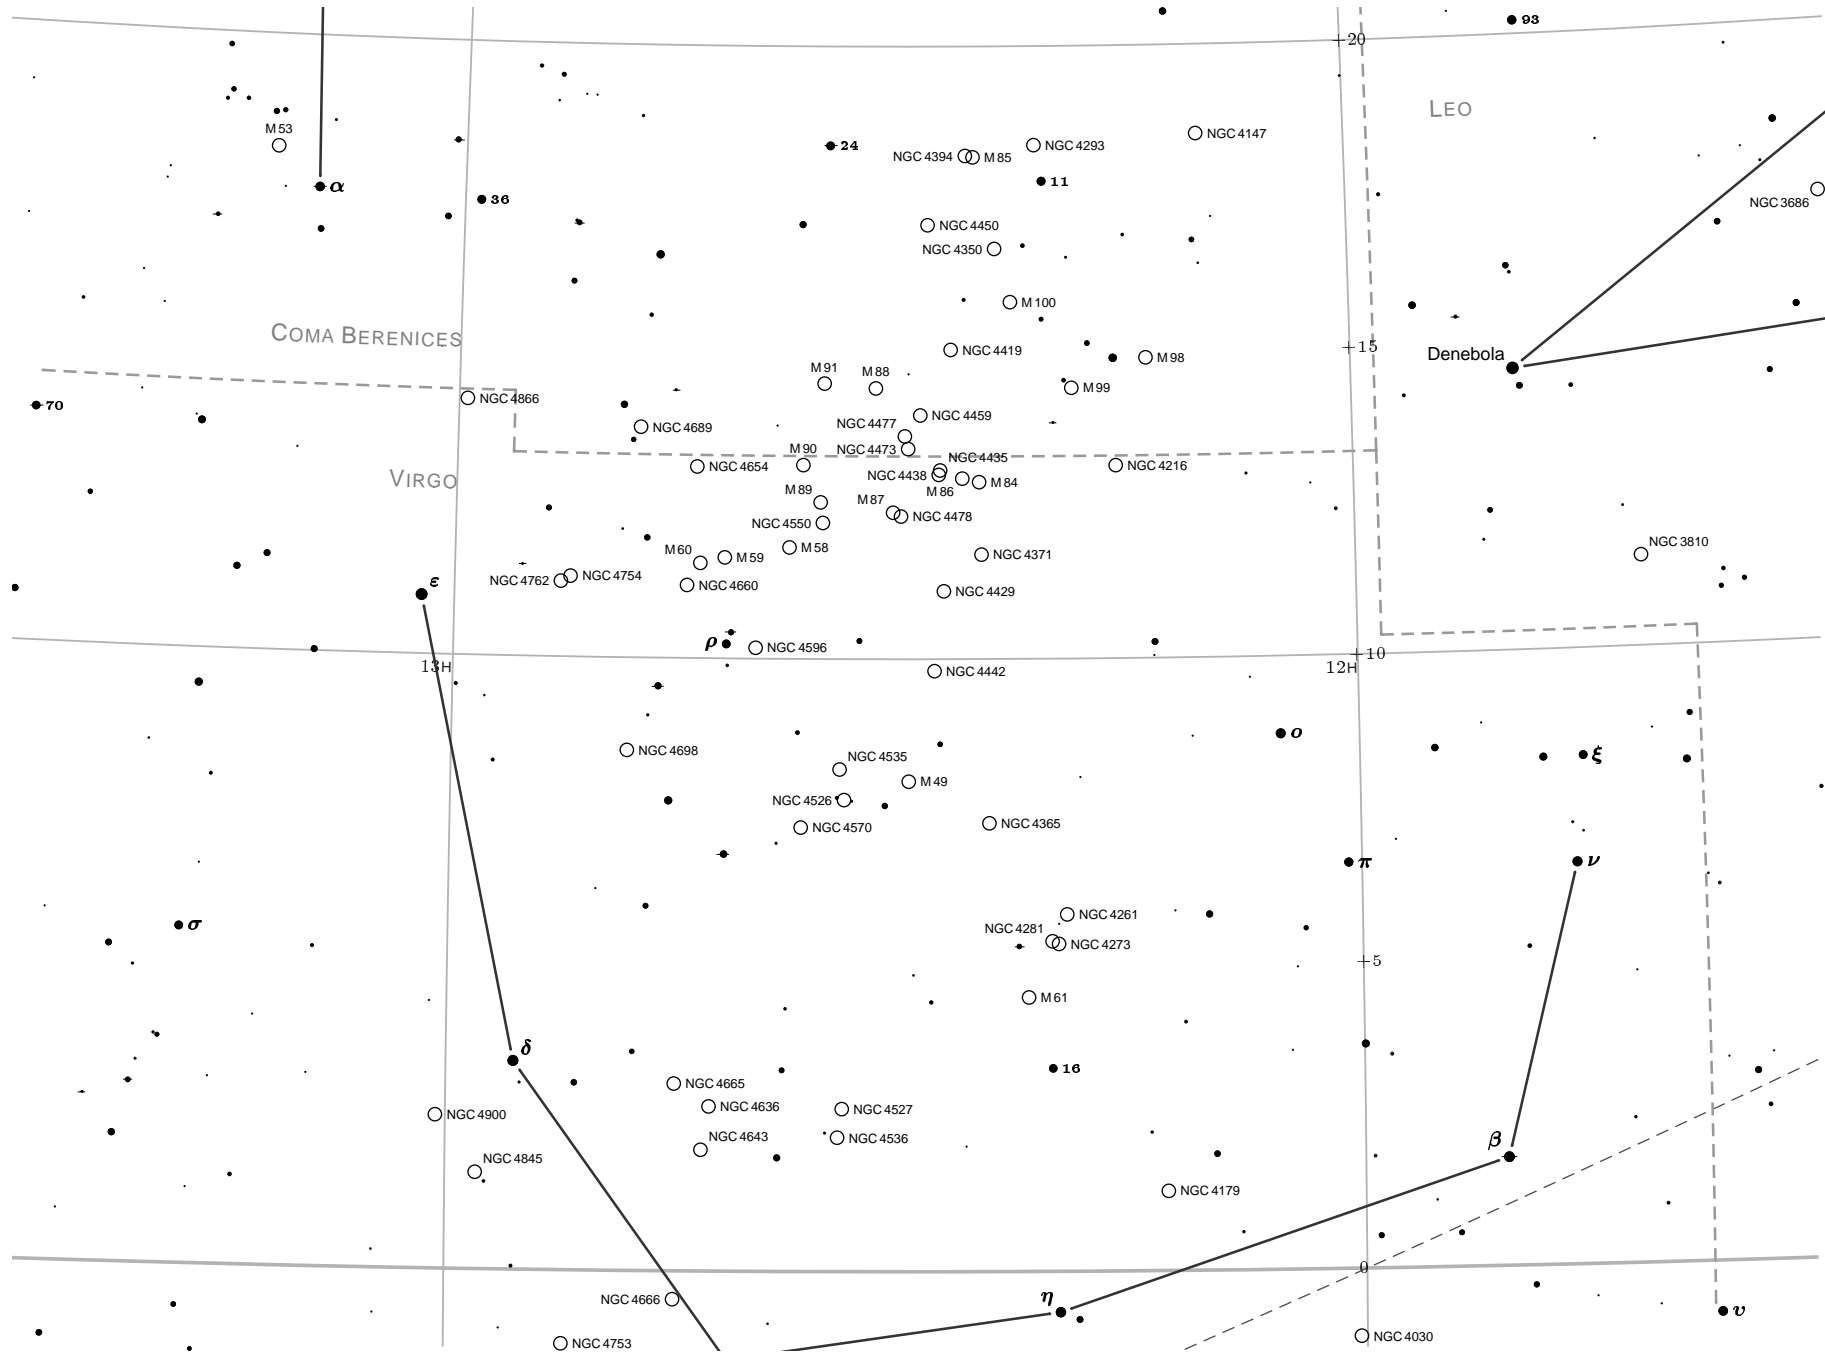 93
+20
LEO
M 53
24
NGC 4394
M 85
NGC 4293
NGC 4147
α
11
36
NGC 3686
NGC 4450
NGC 4350
M 100
COMA BERENICES
NGC 4419
+15
M 98
Denebola
M 91
M 88
M 99
NGC 4866
70
NGC 4459
NGC 4477
NGC 4689
M 90
NGC 4473
NGC 4435
NGC 4654
NGC 4216
VIRGO
NGC 4438
M 84
M 86
M 89
M 87
NGC 4478
NGC 4550
NGC 3810
M 60
M 58
M 59
NGC 4371
NGC 4762
NGC 4754
NGC 4660
NGC 4429
ε
ρ
NGC 4596
+10
13H
12H
NGC 4442
ο
NGC 4698
NGC 4535
ξ
M 49
NGC 4526
NGC 4570
NGC 4365
π
ν
NGC 4261
σ
NGC 4281
NGC 4273
+5
M 61
δ
16
NGC 4665
NGC 4636
NGC 4527
NGC 4900
NGC 4643
NGC 4536
β
NGC 4845
NGC 4179
0
NGC 4666
η
υ
NGC 4753
NGC 4030